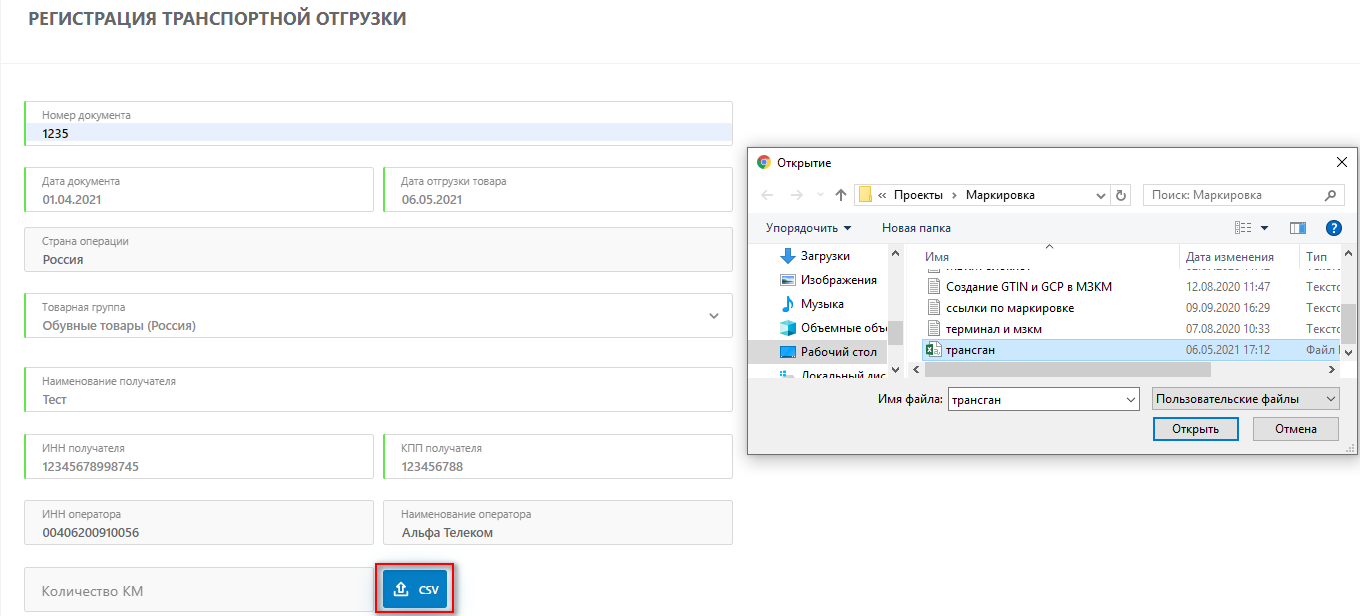 РЕГИСТРАЦИЯ ТРАНСПОРТНОЙ ОТГРУЗКИ
Номер документа
1235
Дата документа
01.04.2021
Дата отгрузки товара
06.05.2021
Страна операции
Россия
Товарная группа
Обувные товары (Россия)
Наименование получателя
Тест
ИНН получателя
12345678998745
КПП получателя
123456788
ИНН оператора
00406200910056
Наименование оператора
Альфа Телеком
Количество КМ
CSV
Открытие
« Проекты › Маркировка
Поиск: Маркировка
Упорядочить
Новая папка
Загрузки
Изображения
Музыка
Объемные объ
Рабочий стол
Локальный дис
Имя
Дата изменения
Тип
Создание GTIN и GCP в МЗКМ
12.08.2020 11:47
Тексто
ссылки по маркировке
09.09.2020 16:29
Тексто
терминал и мзкм
07.08.2020 10:33
Тексто
трансган
06.05.2021 17:12
Файл
Имя файла:
трансган
Пользовательские файлы
Открыть
Отмена